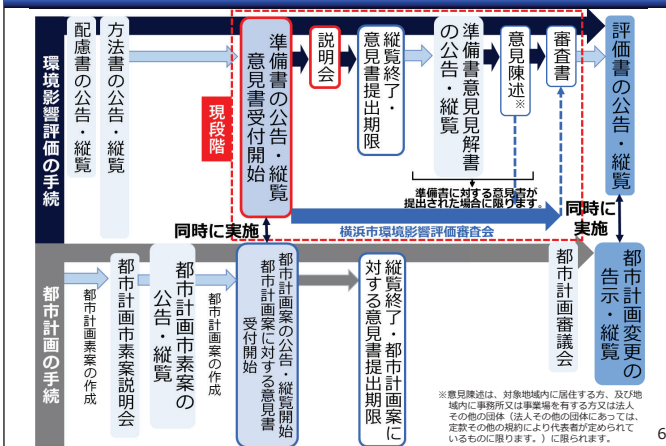 環境影響評価の手続
配慮書の公告・縦覧
方法書の公告・縦覧
現段階
準備書の公告・縦覧
意見書受付開始
説明会
縦覧終了・
意見書提出期限
準備書意見見解書
の公告・縦覧
意見陳述※
審査書
評価書の公告・縦覧
準備書に対する意見書が
提出された場合に限ります。
横浜市環境影響評価審査会
同時に実施
同時に
実施
都市計画の手続
都市計画素案の作成
都市計画市素案説明会
都市計画市素案の
公告・縦覧
都市計画案の作成
都市計画案の公告・縦覧開始
都市計画案に対する意見書
受付開始
縦覧終了・都市計画案に
対する意見書提出期限
都市計画審議会
都市計画変更の
告示・縦覧
※意見陳述は、対象地域内に居住する方、及び地
域内に事務所又は事業場を有する方又は法人
その他の団体（法人その他の団体にあっては、
定款その他の規約により代表者が定められて
いるものに限ります。）に限られます。
6